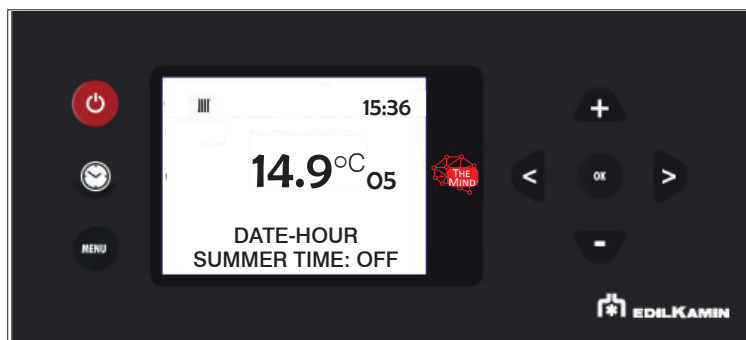 15:36
14.9°C 05
THE
MIND
< OK >
+
-
MENU
DATE-HOUR
SUMMER TIME: OFF
EDILKAMIN